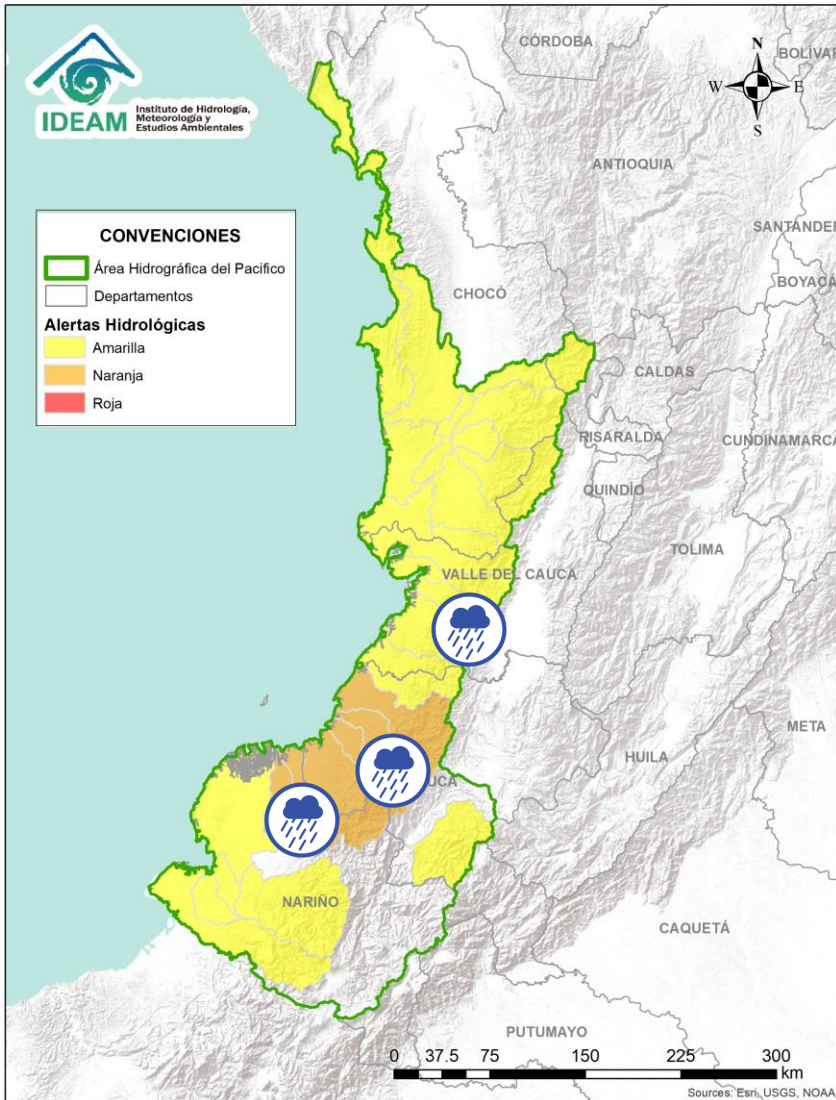 IDEAM
Instituto de Hidrología,
Meteorología y
Estudios Ambientales
CÓRDOBA
BOLÍVAR
N
W
E
S
ANTIOQUIA
CONVENCIONES
Área Hidrográfica del Pacifico
Departamentos
Alertas Hidrológicas
Amarilla
Naranja
Roja
SANTANDER
BOYACÁ
CHOCÓ
CALDAS
RISARALDA
CUNDINAMARCA
QUINDÍO
TOLIMA
VALLE DEL CAUCA
META
HUILA
UCA
NARIÑO
CAQUETÁ
PUTUMAYO
0 37.5 75 150 225 300
km
Sources: Esri, USGS, NOAA